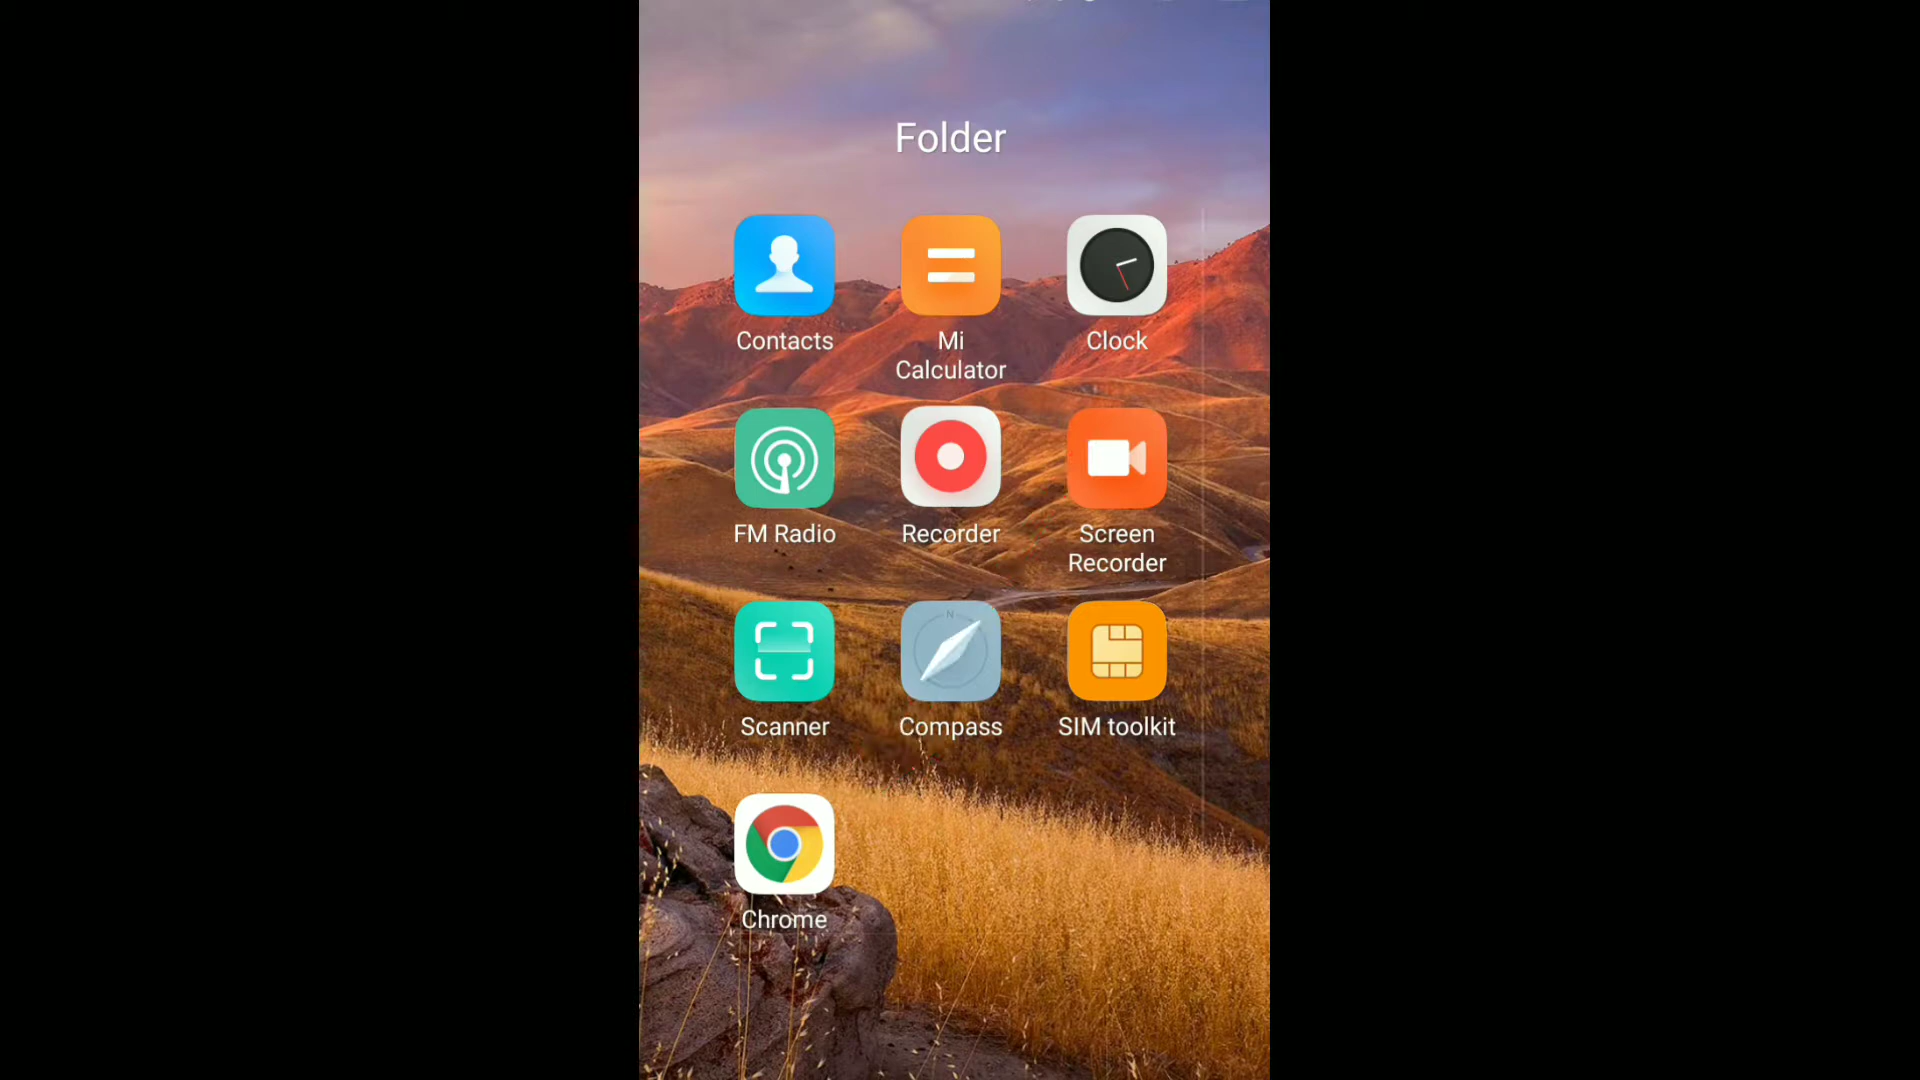 Folder
Contacts
Mi
Calculator
Clock
FM Radio
Recorder
Screen
Recorder
Scanner
N
Compass
SIM toolkit
Chrome